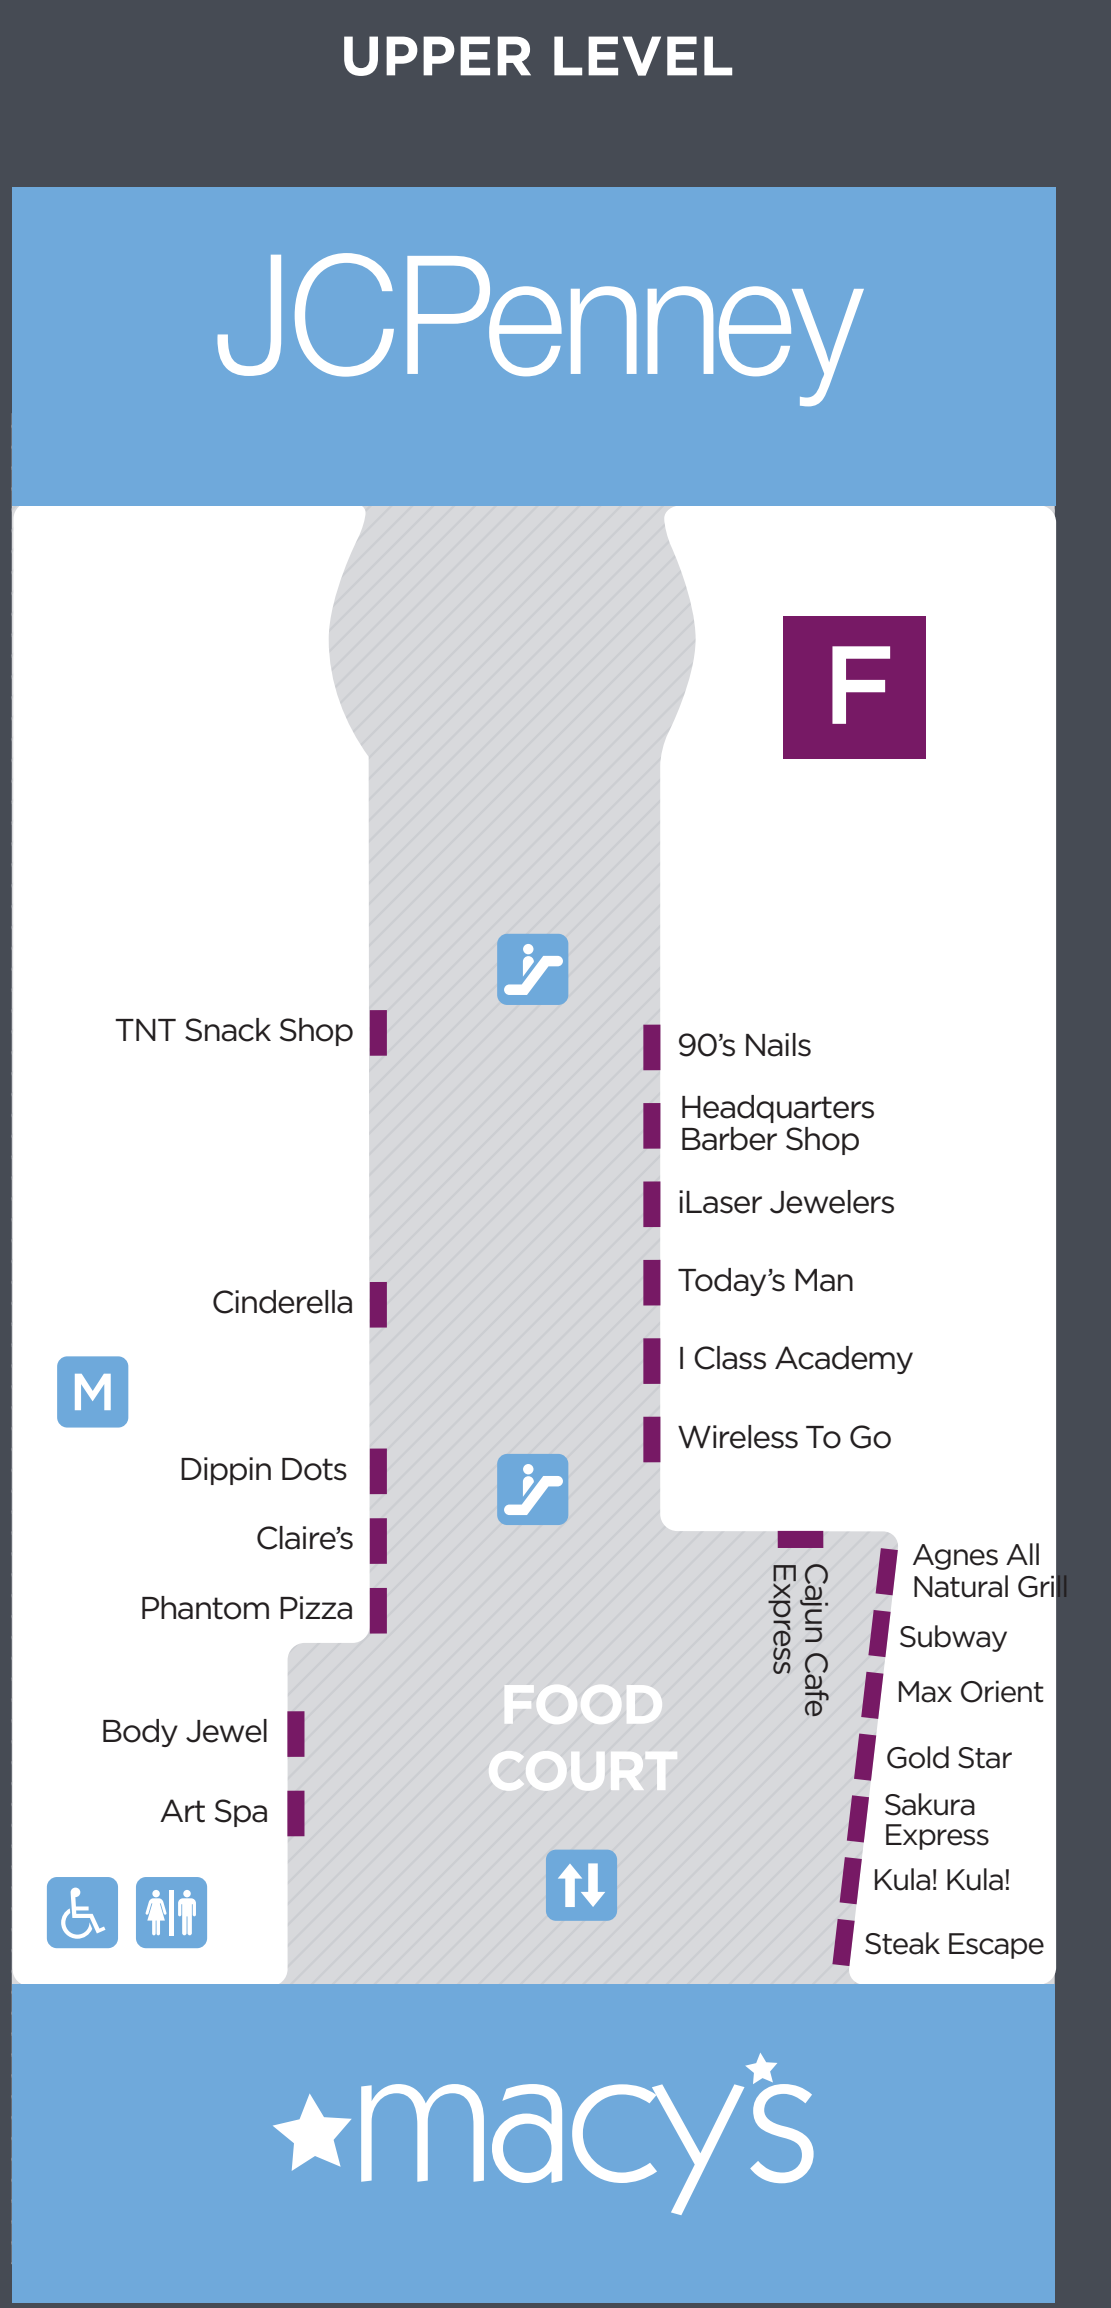 UPPER LEVEL
JCPenney
F
TNT Snack Shop
90's Nails
Headquarters
Barber Shop
iLaser Jewelers
Today's Man
Cinderella
I Class Academy
M
Wireless To Go
Dippin Dots
Claire's
Phantom Pizza
Cajun Cafe
Express
Agnes All
Natural Grill
Subway
Max Orient
Gold Star
Sakura
Express
Kula! Kula!
Steak Escape
FOOD
COURT
Body Jewel
Art Spa
macy's